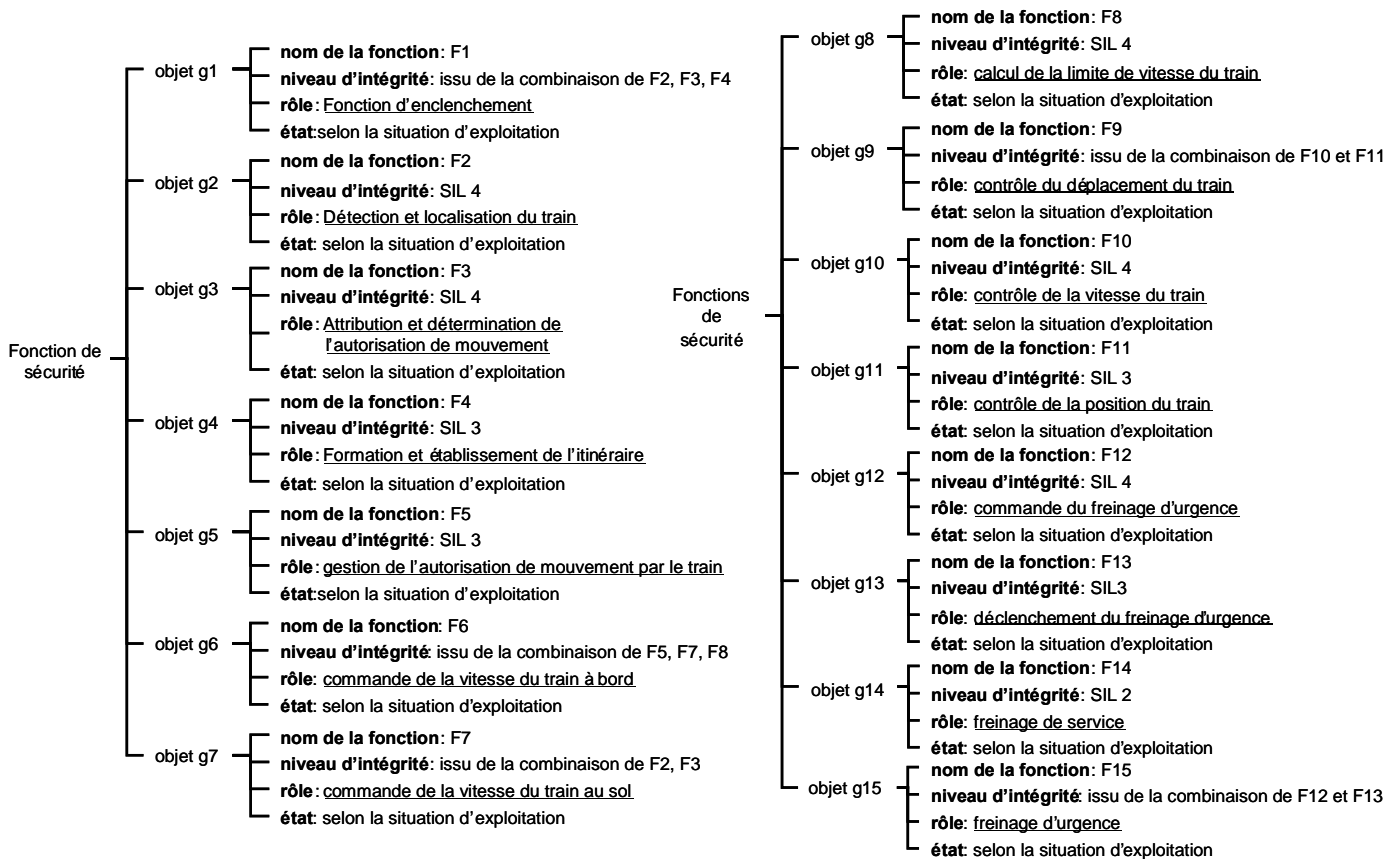 Fonction de
sécurité
objet g1
nom de la fonction: F1
niveau d'intégrité: issu de la combinaison de F2, F3, F4
rôle: Fonction d'enclenchement
état:selon la situation d'exploitation
objet g2
nom de la fonction: F2
niveau d'intégrité: SIL 4
rôle: Détection et localisation du train
état: selon la situation d'exploitation
objet g3
nom de la fonction: F3
niveau d'intégrité: SIL 4
rôle: Attribution et détermination de
l'autorisation de mouvement
état: selon la situation d'exploitation
objet g4
nom de la fonction: F4
niveau d'intégrité: SIL 3
rôle: Formation et établissement de l'itinéraire
état: selon la situation d'exploitation
objet g5
nom de la fonction: F5
niveau d'intégrité: SIL 3
rôle: gestion de l'autorisation de mouvement par le train
état:selon la situation d'exploitation
objet g6
nom de la fonction: F6
niveau d'intégrité: issu de la combinaison de F5, F7, F8
rôle: commande de la vitesse du train à bord
état: selon la situation d'exploitation
objet g7
nom de la fonction: F7
niveau d'intégrité: issu de la combinaison de F2, F3
rôle: commande de la vitesse du train au sol
état: selon la situation d'exploitation
Fonctions
de
sécurité
objet g8
nom de la fonction: F8
niveau d'intégrité: SIL 4
rôle: calcul de la limite de vitesse du train
état: selon la situation d'exploitation
objet g9
nom de la fonction: F9
niveau d'intégrité: issu de la combinaison de F10 et F11
rôle: contrôle du déplacement du train
état: selon la situation d'exploitation
objet g10
nom de la fonction: F10
niveau d'intégrité: SIL 4
rôle: contrôle de la vitesse du train
état: selon la situation d'exploitation
objet g11
nom de la fonction: F11
niveau d'intégrité: SIL 3
rôle: contrôle de la position du train
état: selon la situation d'exploitation
objet g12
nom de la fonction: F12
niveau d'intégrité: SIL 4
rôle: commande du freinage d'urgence
état: selon la situation d'exploitation
objet g13
nom de la fonction: F13
niveau d'intégrité: SIL3
rôle: déclenchement du freinage d'urgence
état: selon la situation d'exploitation
objet g14
nom de la fonction: F14
niveau d'intégrité: SIL 2
rôle: freinage de service
état: selon la situation d'exploitation
objet g15
nom de la fonction: F15
niveau d'intégrité: issu de la combinaison de F12 et F13
rôle: freinage d'urgence
état: selon la situation d'exploitation